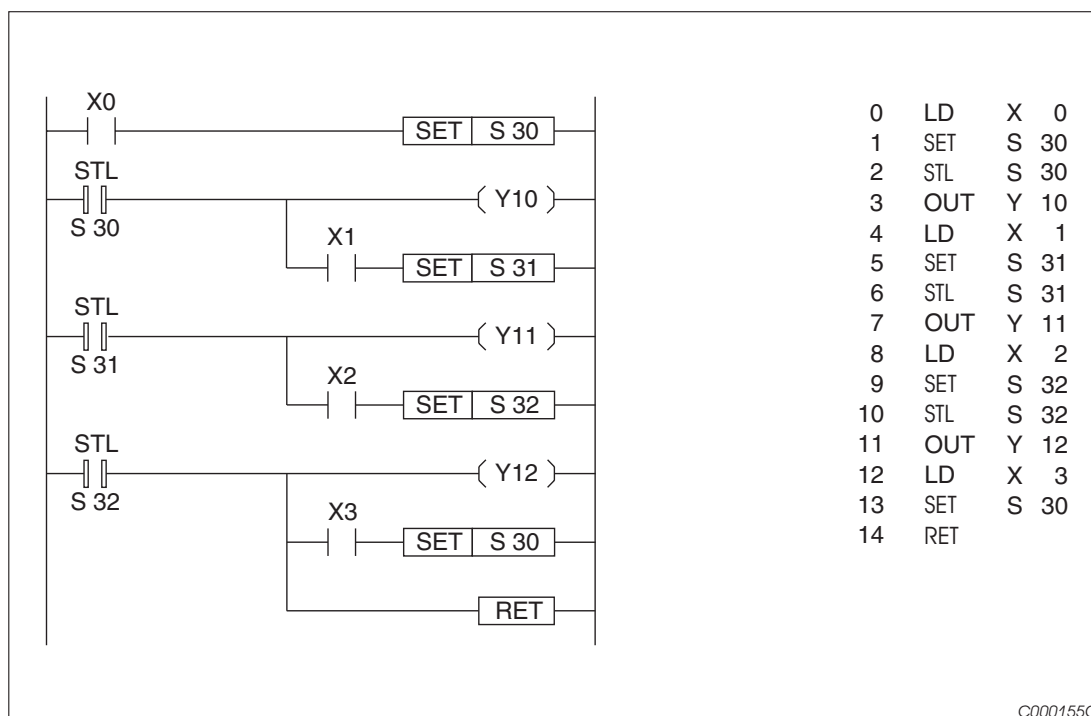 X0
SET S 30
STL
Y10
S 30
X1
SET S 31
STL
Y11
S 31
X2
SET S 32
STL
Y12
S 32
X3
SET S 30
RET
0 LD X 0
1 SET S 30
2 STL S 30
3 OUT Y 10
4 LD X 1
5 SET S 31
6 STL S 31
7 OUT Y 11
8 LD X 2
9 SET S 32
10 STL S 32
11 OUT Y 12
12 LD X 3
13 SET S 30
14 RET